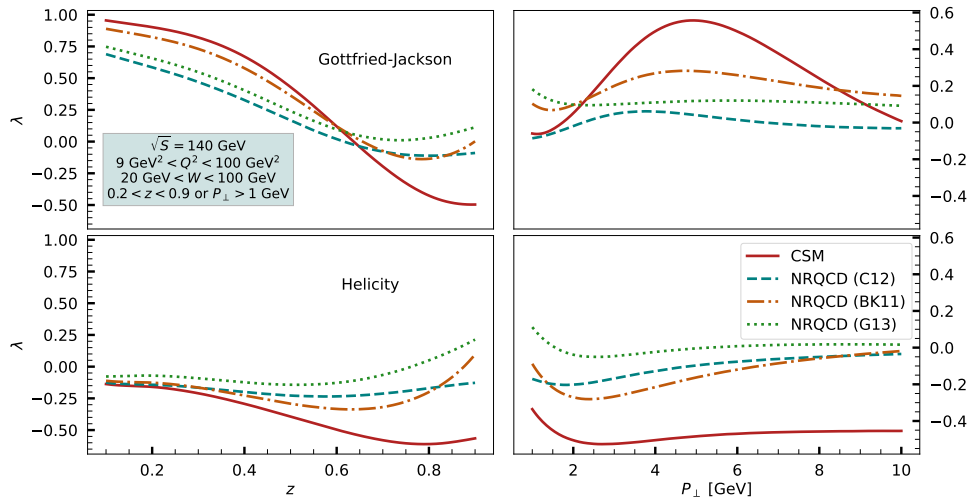 1.00
0.75
0.50
0.25
0.00
−0.25
−0.50
λ
Gottfried-Jackson
√S = 140 GeV
9 GeV² < Q² < 100 GeV²
20 GeV < W < 100 GeV
0.2 < z < 0.9 or P⊥ > 1 GeV
0.6
0.4
0.2
0.0
−0.2
−0.4
1.00
0.75
0.50
0.25
0.00
−0.25
−0.50
λ
Helicity
0.2 0.4 0.6 0.8
z
CSM
NRQCD (C12)
NRQCD (BK11)
NRQCD (G13)
0.6
0.4
0.2
0.0
−0.2
−0.4
2 4 6 8 10
P⊥ [GeV]